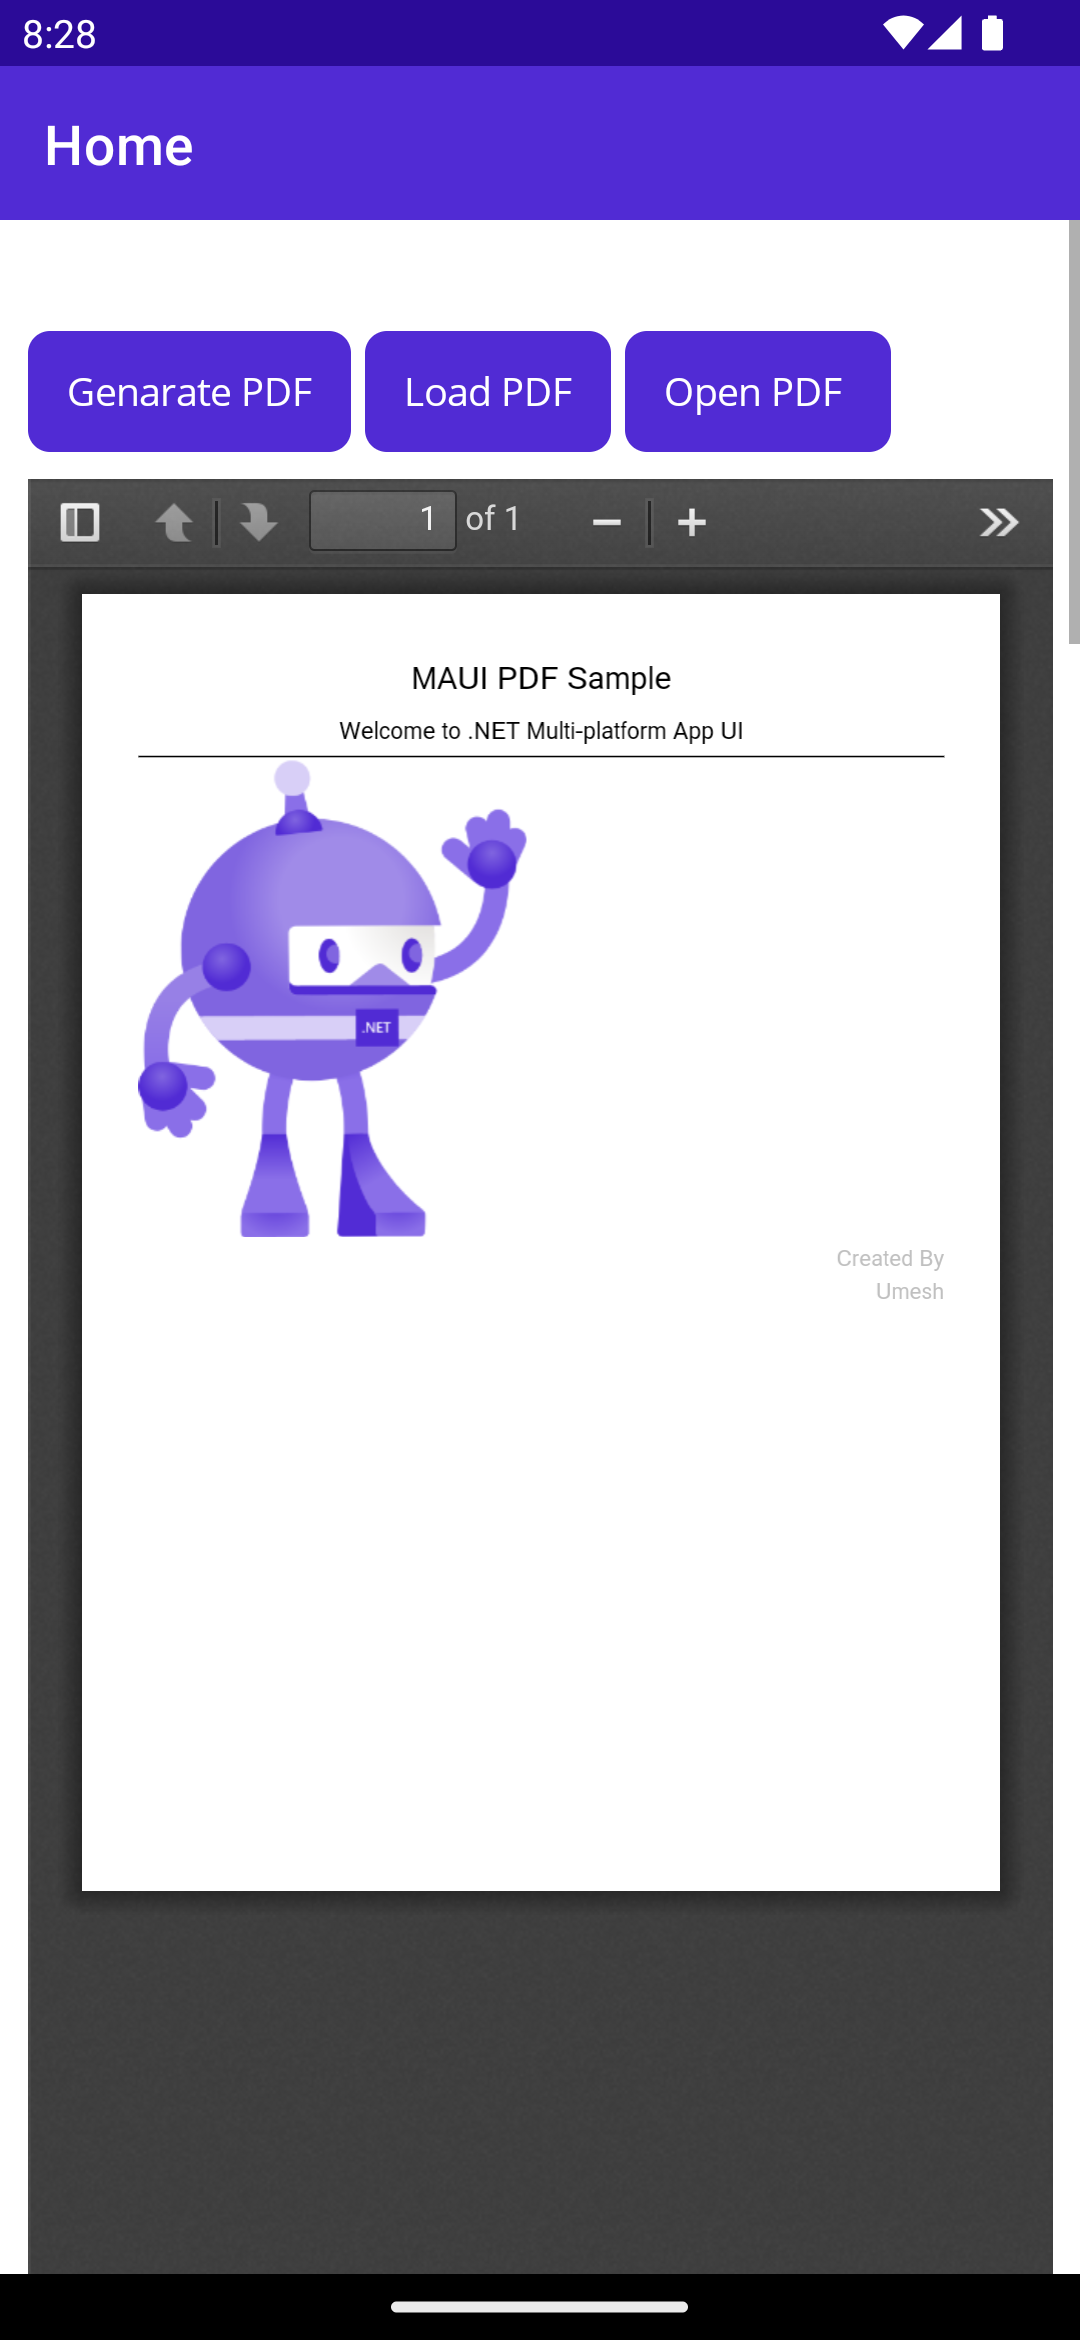 8:28
Home
Genarate PDF Load PDF Open PDF
1 of 1
MAUI PDF Sample
Welcome to .NET Multi-platform App UI
.NET
Created By
Umesh